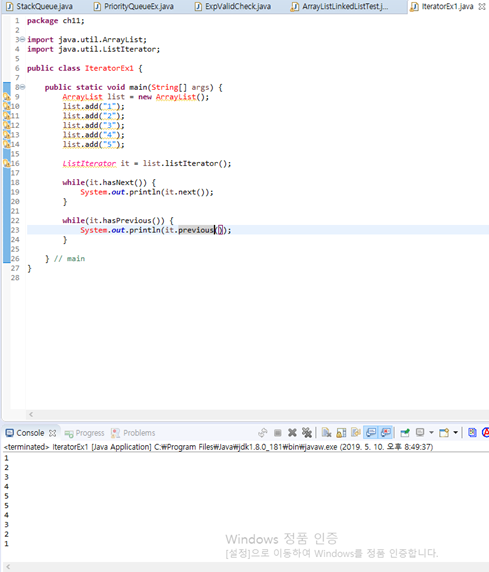 StackQueue.java PriorityQueueEx.java ExpValidCheck.java ArrayListLinkedListTest.j... IteratorEx1.java
1 package ch11;
2
3 import java.util.ArrayList;
4 import java.util.ListIterator;
5
6 public class IteratorEx1 {
7
8 public static void main(String[] args) {
9 ArrayList list = new ArrayList();
10 list.add("1");
11 list.add("2");
12 list.add("3");
13 list.add("4");
14 list.add("5");
15
16 ListIterator it = list.listIterator();
17
18 while(it.hasNext()) {
19 System.out.println(it.next());
20 }
21
22 while(it.hasPrevious()) {
23 System.out.println(it.previous());
24 }
25
26 } // main
27 }
28
Console Progress Problems
<terminated> IteratorEx1 [Java Application] C:₩Program Files₩Java₩jdk1.8.0_181₩bin₩javaw.exe (2019. 5. 10. 오후 8:49:37)
1
2
3
4
5
5
4
3
2
1
Windows 정품 인증
[설정]으로 이동하여 Windows를 정품 인증합니다.